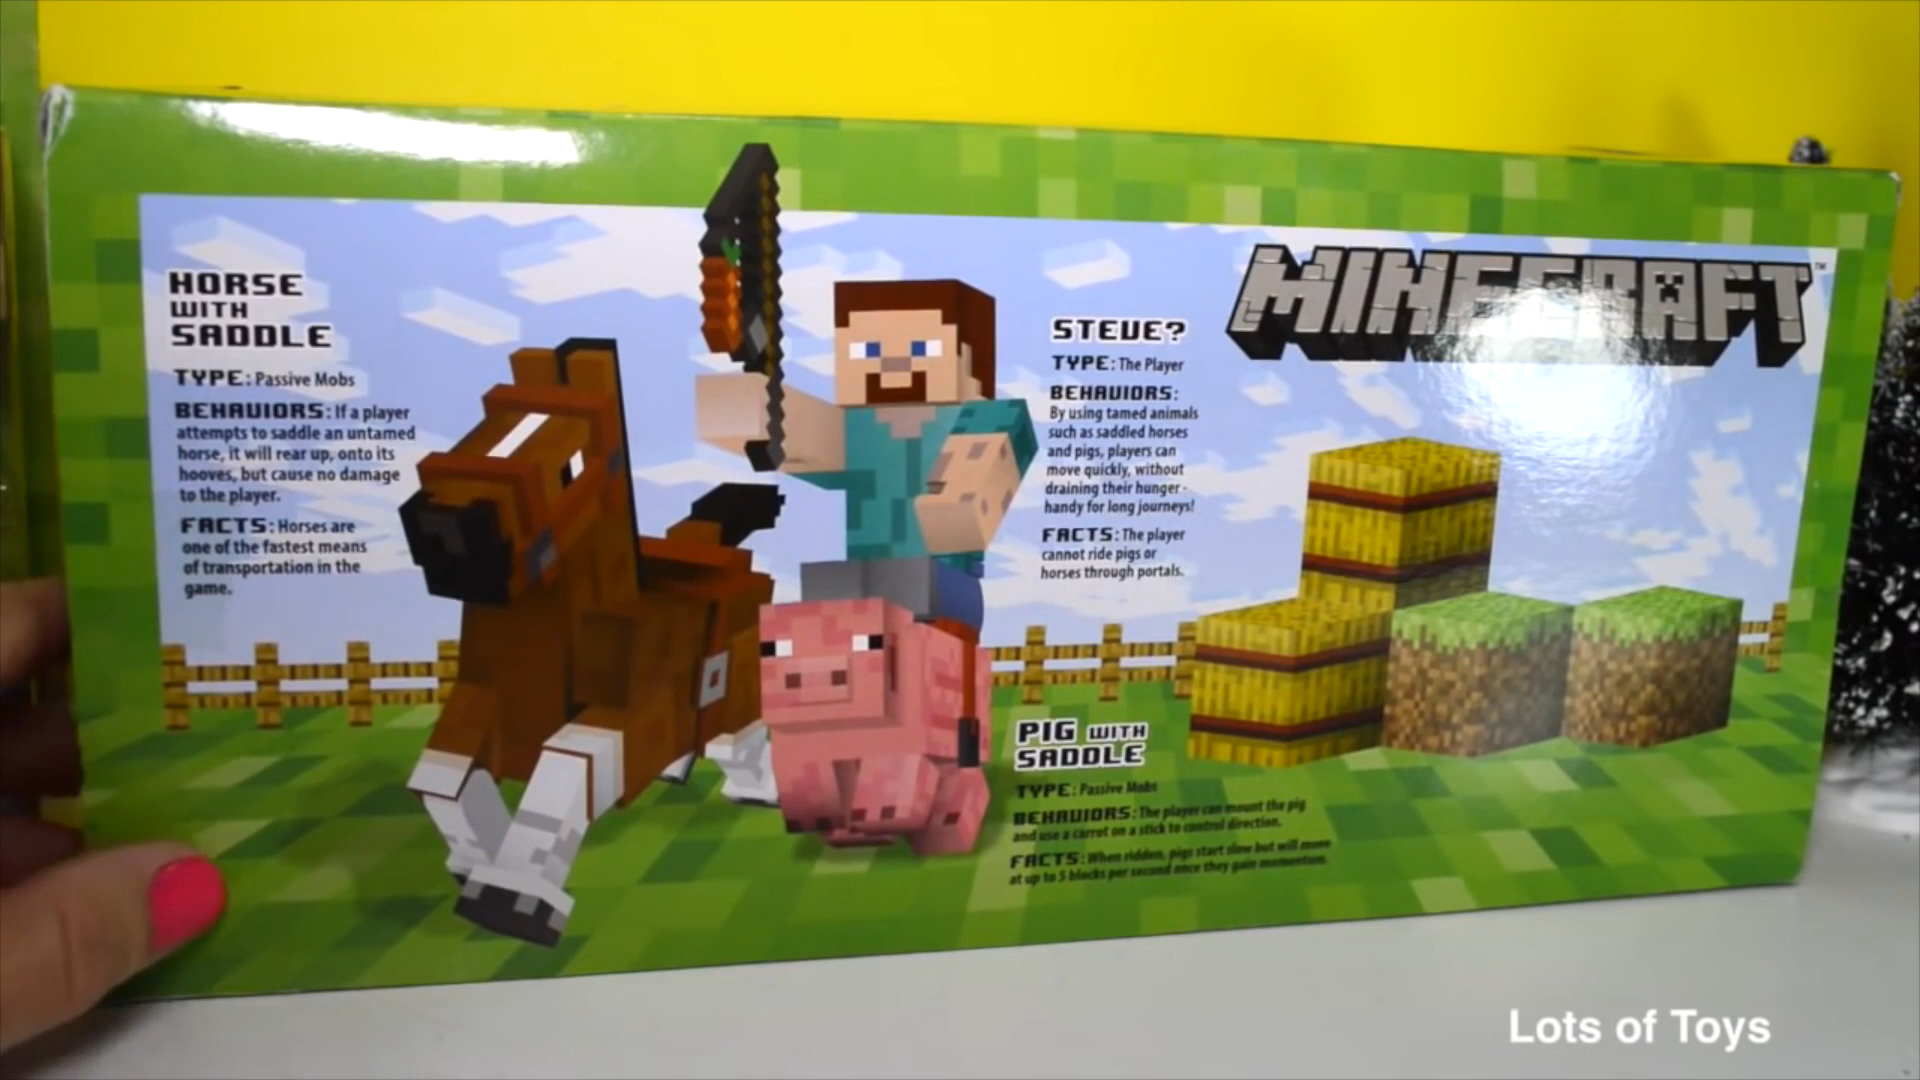 HORSE
WITH
SADDLE
TYPE: Passive Mobs
BEHAVIORS: If a player
attempts to saddle an untamed
horse, it will rear up, onto its
hooves, but cause no damage
to the player.
FACTS: Horses are
one of the fastest means
of transportation in the
game.
STEVE?
TYPE: The Player
BEHAVIORS:
By using tamed animals
such as saddled horses
and pigs, players can
move quickly, without
draining their hunger -
handy for long journeys!
FACTS: The player
cannot ride pigs or
horses through portals.
MINECRAFT™
PIG WITH
SADDLE
TYPE: Passive Mobs
BEHAVIORS: The player can mount the pig
and use a carrot on a stick to control direction.
FACTS: When ridden, pigs start slow but will move
at up to 5 blocks per second once they gain momentum.
Lots of Toys